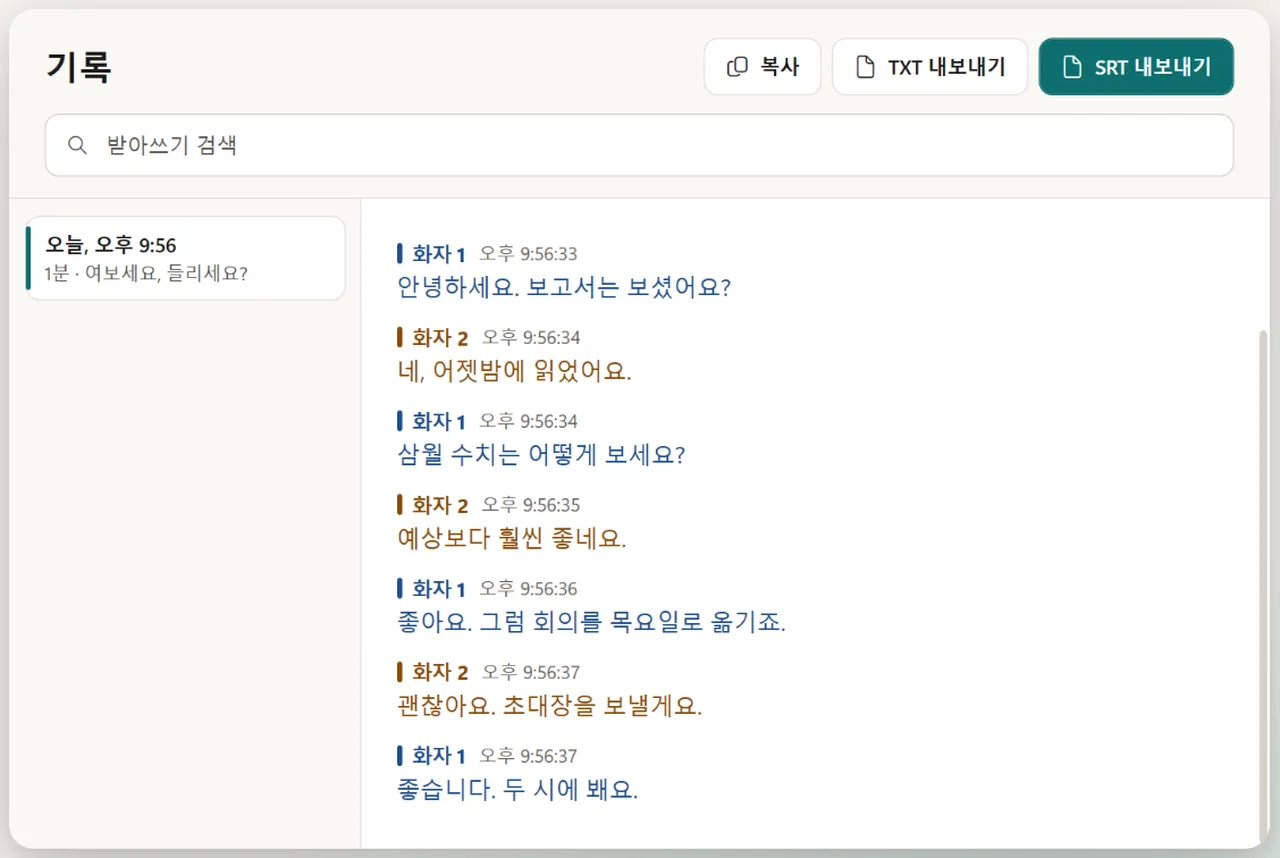 기록
복사
TXT 내보내기
SRT 내보내기
받아쓰기 검색
오늘, 오후 9:56
1분 · 여보세요, 들리세요?
화자 1 오후 9:56:33
안녕하세요. 보고서는 보셨어요?
화자 2 오후 9:56:34
네, 어젯밤에 읽었어요.
화자 1 오후 9:56:34
삼월 수치는 어떻게 보세요?
화자 2 오후 9:56:35
예상보다 훨씬 좋네요.
화자 1 오후 9:56:36
좋아요. 그럼 회의를 목요일로 옮기죠.
화자 2 오후 9:56:37
괜찮아요. 초대장을 보낼게요.
화자 1 오후 9:56:37
좋습니다. 두 시에 봬요.